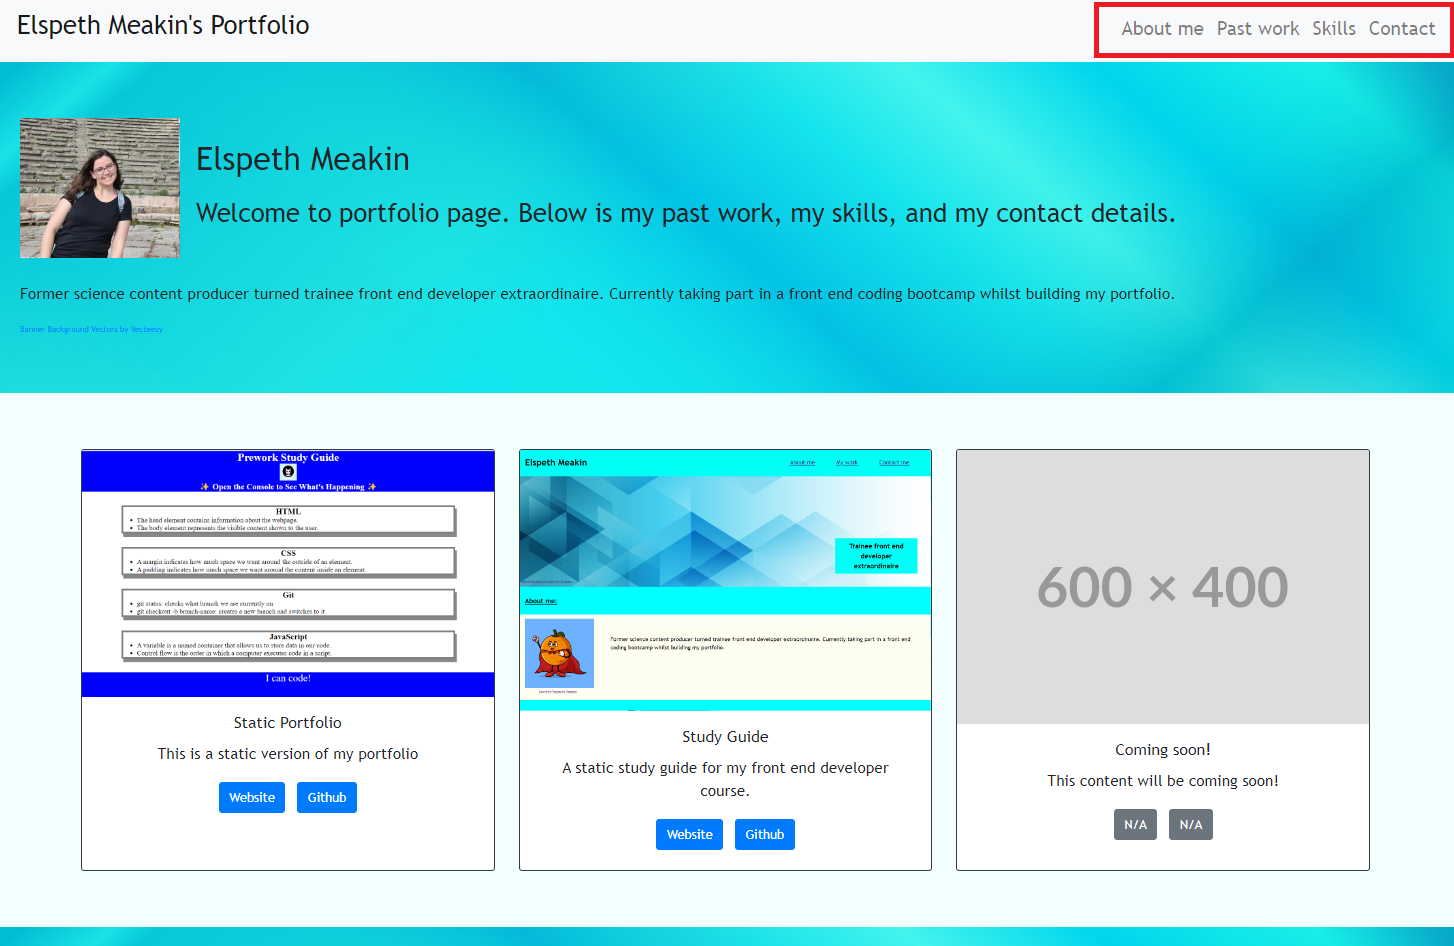 Elspeth Meakin's Portfolio
About me Past work Skills Contact
Elspeth Meakin
Welcome to portfolio page. Below is my past work, my skills, and my contact details.
Former science content producer turned trainee front end developer extraordinaire. Currently taking part in a front end coding bootcamp whilst building my portfolio.
Banner Background Vectors by Vecteezy
Prework Study Guide
✨ Open the Console to See What's Happening ✨
HTML
• The head element contains information about the webpage.
• The body element represents the visible content shown to the user.
CSS
• A margin indicates how much space we want around the outside of an element.
• A padding indicates how much space we want around the content inside an element.
Git
• git status: checks what branch we are currently on
• git checkout -b branch-name: creates a new branch and switches to it
JavaScript
• A variable is a named container that allows us to store data in our code.
• Control flow is the order in which a computer executes code in a script.
I can code!
Static Portfolio
This is a static version of my portfolio
Website Github
Elspeth Meakin
About me My work Contact me
Trainee front end
developer
extraordinaire
About me:
Former science content producer turned trainee front end developer extraordinaire. Currently taking part in a front end
coding bootcamp whilst building my portfolio.
Study Guide
A static study guide for my front end developer
course.
Website Github
600 × 400
Coming soon!
This content will be coming soon!
N/A N/A